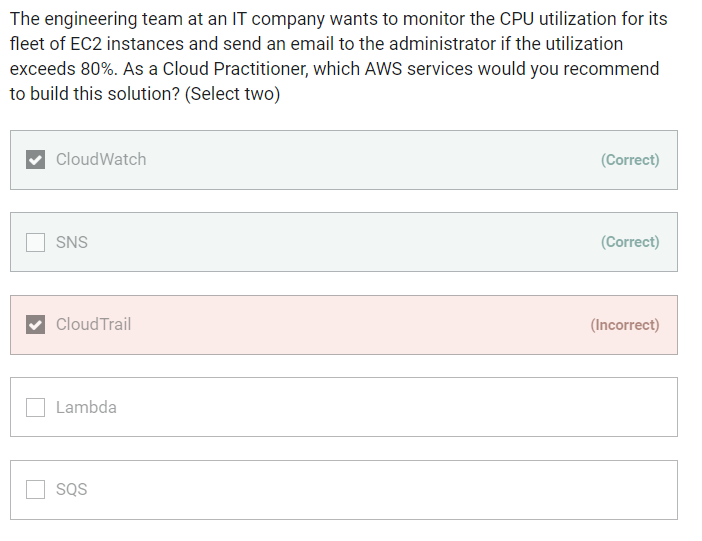 The engineering team at an IT company wants to monitor the CPU utilization for its
fleet of EC2 instances and send an email to the administrator if the utilization
exceeds 80%. As a Cloud Practitioner, which AWS services would you recommend
to build this solution? (Select two)
CloudWatch (Correct)
SNS (Correct)
CloudTrail (Incorrect)
Lambda
SQS